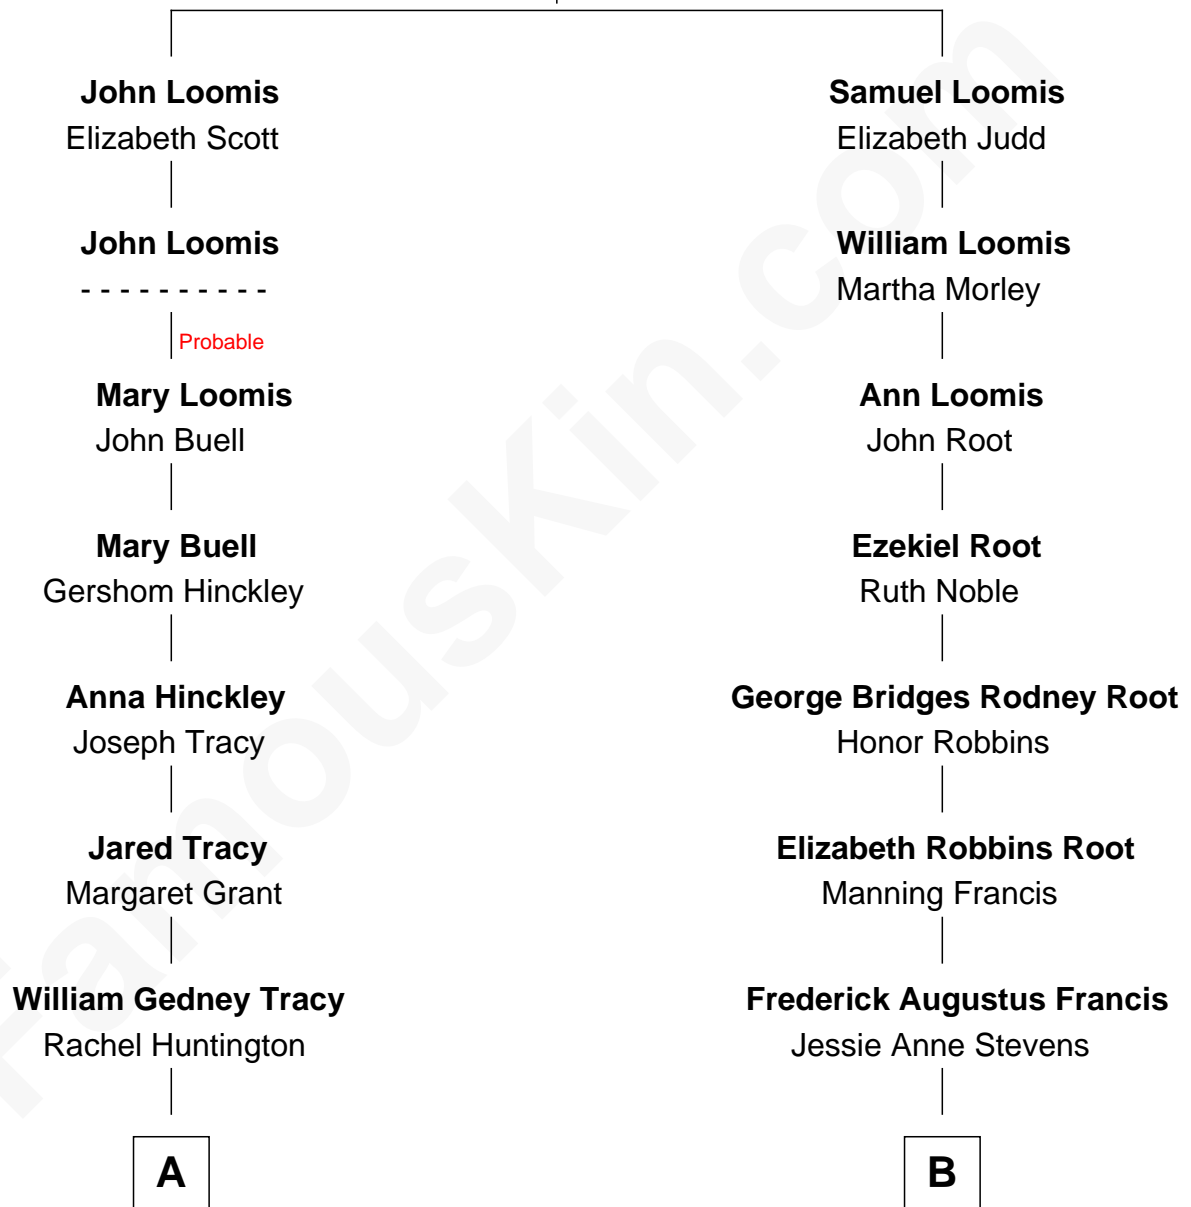 John Loomis
Elizabeth Scott
John Loomis
- - - - - - - - - -
Probable
Mary Loomis
John Buell
Mary Buell
Gershom Hinckley
Anna Hinckley
Joseph Tracy
Jared Tracy
Margaret Grant
William Gedney Tracy
Rachel Huntington
A
Samuel Loomis
Elizabeth Judd
William Loomis
Martha Morley
Ann Loomis
John Root
Ezekiel Root
Ruth Noble
George Bridges Rodney Root
Honor Robbins
Elizabeth Robbins Root
Manning Francis
Frederick Augustus Francis
Jessie Anne Stevens
B
FamousKin.com